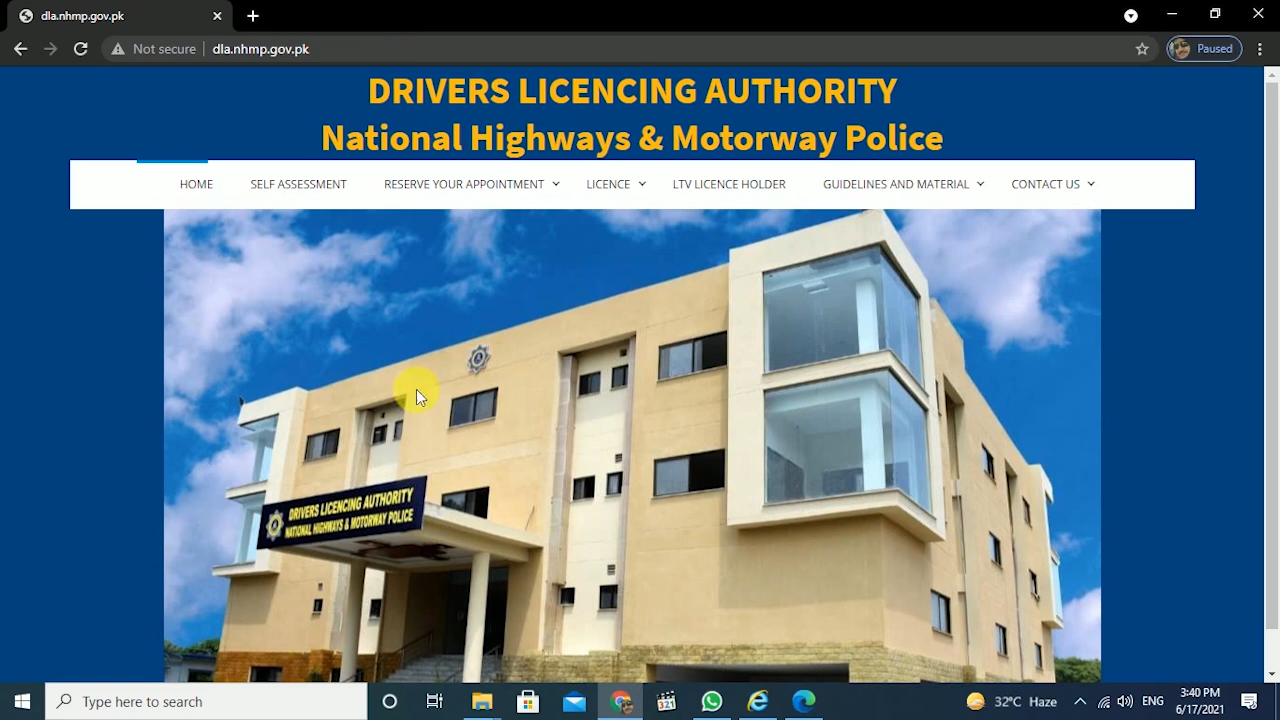 dla.nhmp.gov.pk
Not secure
dla.nhmp.gov.pk
Paused
DRIVERS LICENCING AUTHORITY
National Highways & Motorway Police
HOME
SELF ASSESSMENT
RESERVE YOUR APPOINTMENT
LICENCE
LTV LICENCE HOLDER
GUIDELINES AND MATERIAL
CONTACT US
DRIVERS LICENCING AUTHORITY
NATIONAL HIGHWAYS & MOTORWAY POLICE
Type here to search
321
32°C Haze
ENG
3:40 PM
6/17/2021